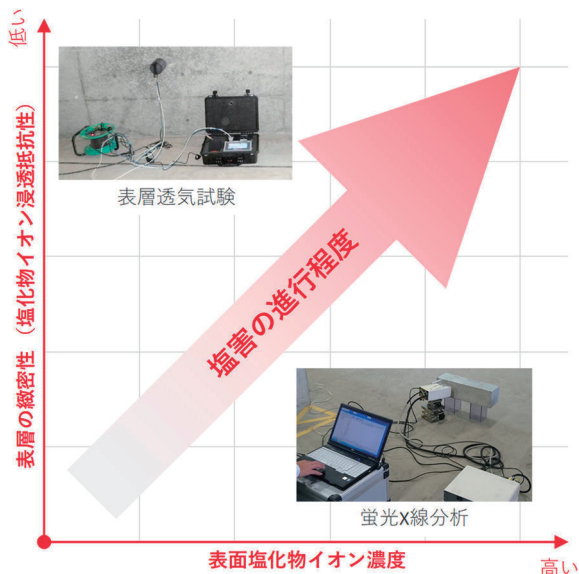 低い
表層の緻密性（塩化物イオン浸透抵抗性）
表層透気試験
塩害の進行程度
蛍光X線分析
表面塩化物イオン濃度
高い